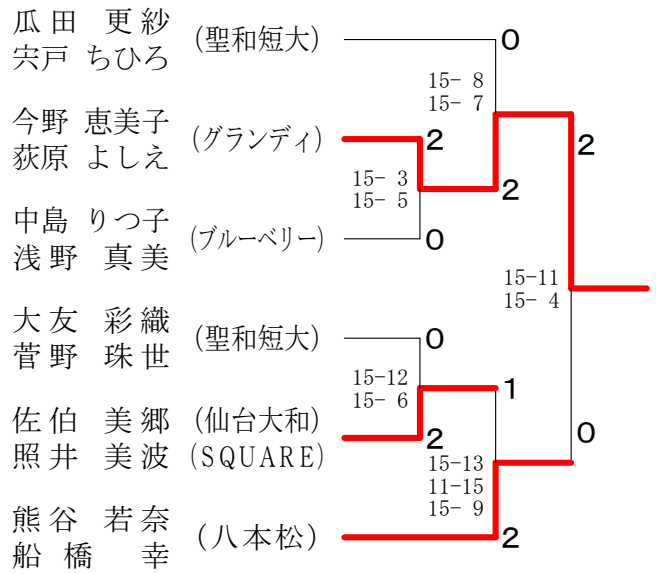 瓜田 更紗 (聖和短大)
宍戸 ちひろ
0
15- 8
15- 7
今野 恵美子 (グランディ)
荻原 よしえ
2
2
15- 3
15- 5
2
中島 りつ子 (ブルーベリー)
浅野 真美
0
15-11
15- 4
大友 彩織 (聖和短大)
菅野 珠世
0
15-12
15- 6
1
佐伯 美郷 (仙台大和)
照井 美波 (SQUARE)
2
0
15-13
11-15
15- 9
熊谷 若奈 (八本松)
船橋 幸
2